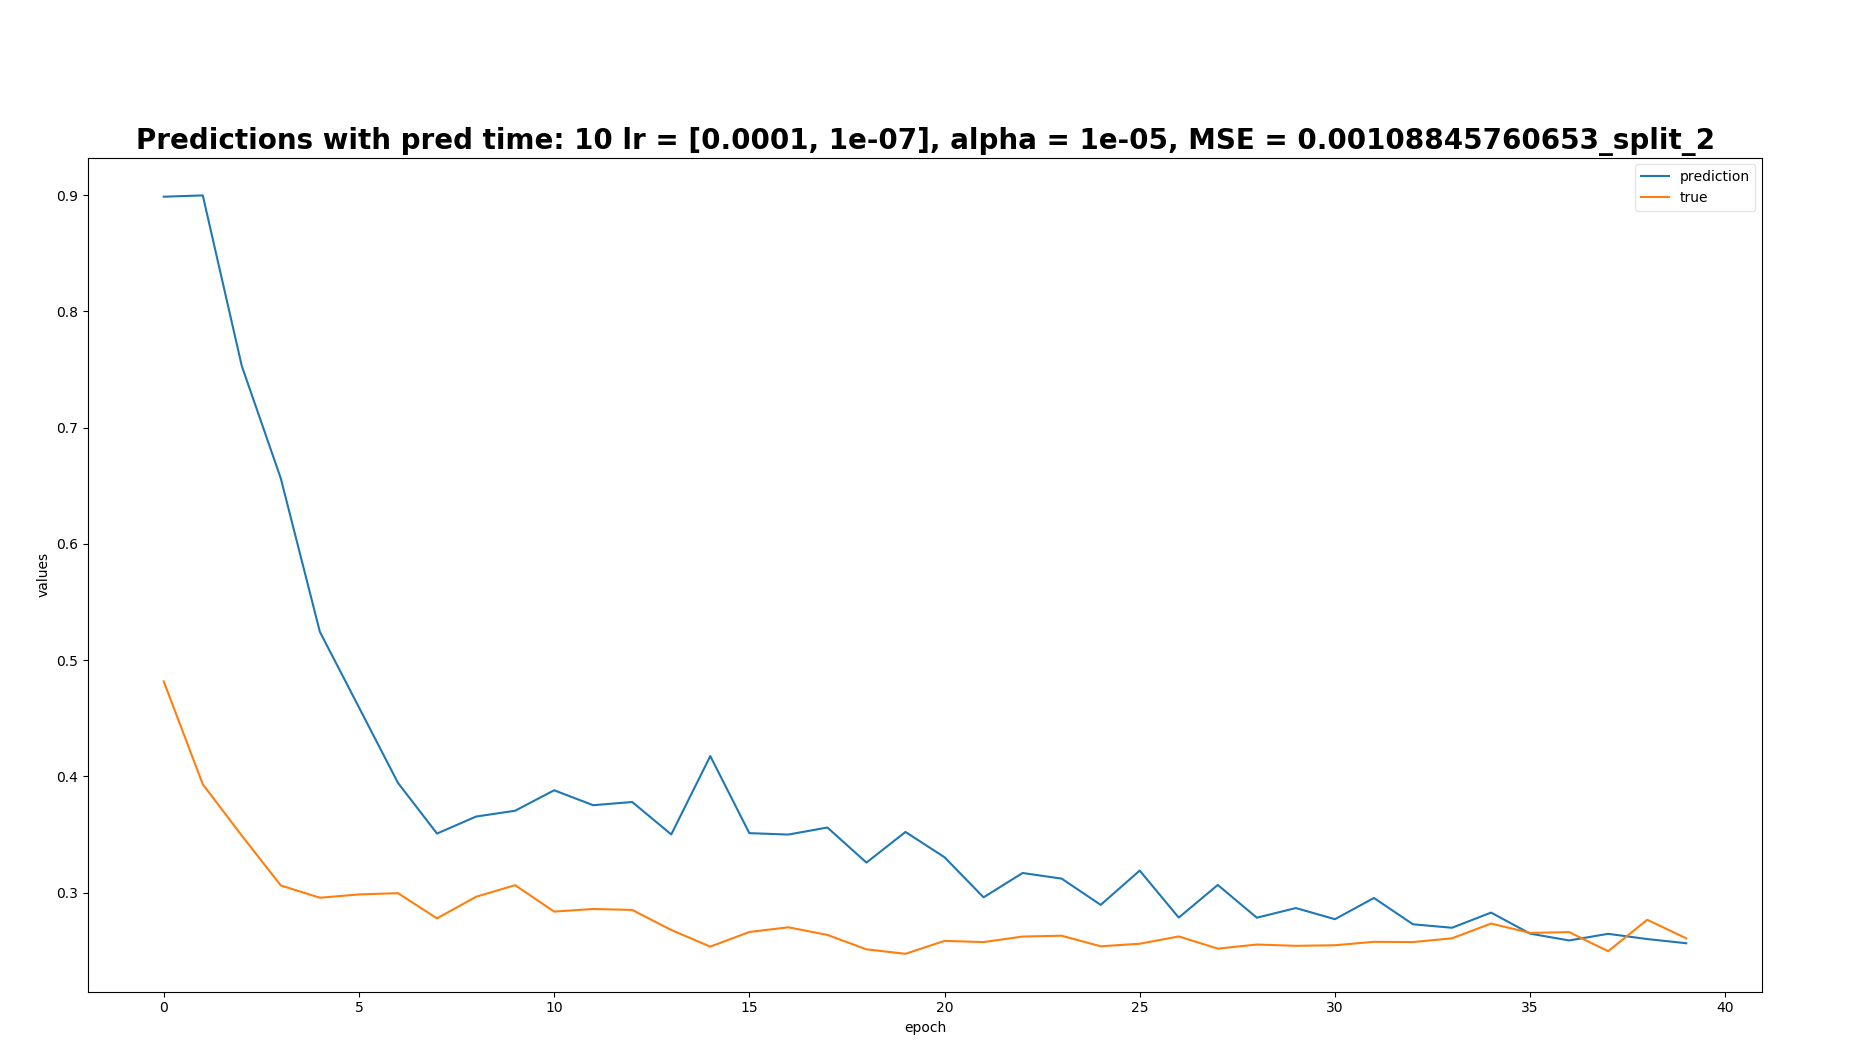 Predictions with pred time: 10 lr = [0.0001, 1e-07], alpha = 1e-05, MSE = 0.00108845760653_split_2
prediction
true
0.9
0.8
0.7
0.6
0.5
0.4
0.3
values
0 5 10 15 20 25 30 35 40
epoch